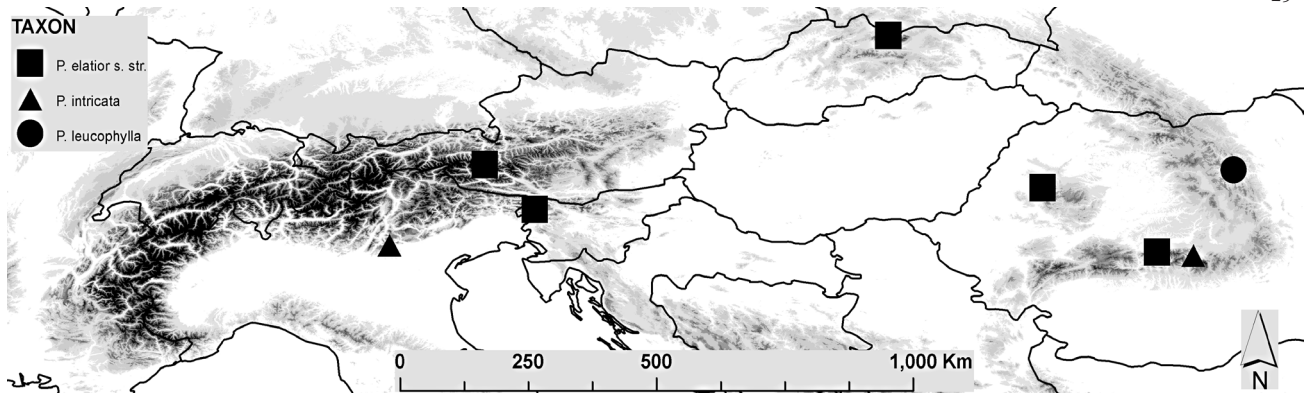 TAXON
P. elatior s. str.
P. intricata
P. leucophylla
0 250 500 1,000 Km
N